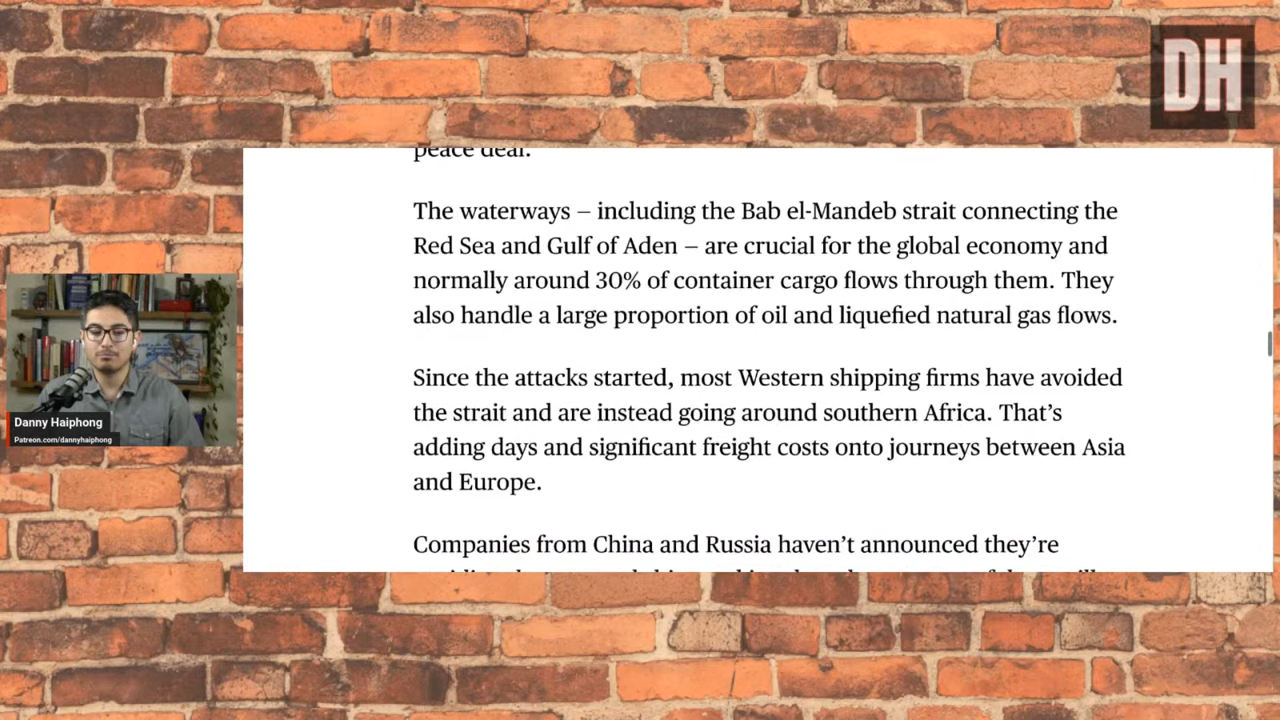 DH
peace deal.
The waterways – including the Bab el-Mandeb strait connecting the
Red Sea and Gulf of Aden – are crucial for the global economy and
normally around 30% of container cargo flows through them. They
also handle a large proportion of oil and liquefied natural gas flows.
Since the attacks started, most Western shipping firms have avoided
the strait and are instead going around southern Africa. That’s
adding days and significant freight costs onto journeys between Asia
and Europe.
Companies from China and Russia haven’t announced they’re
Danny Haiphong
Patreon.com/dannyhaiphong